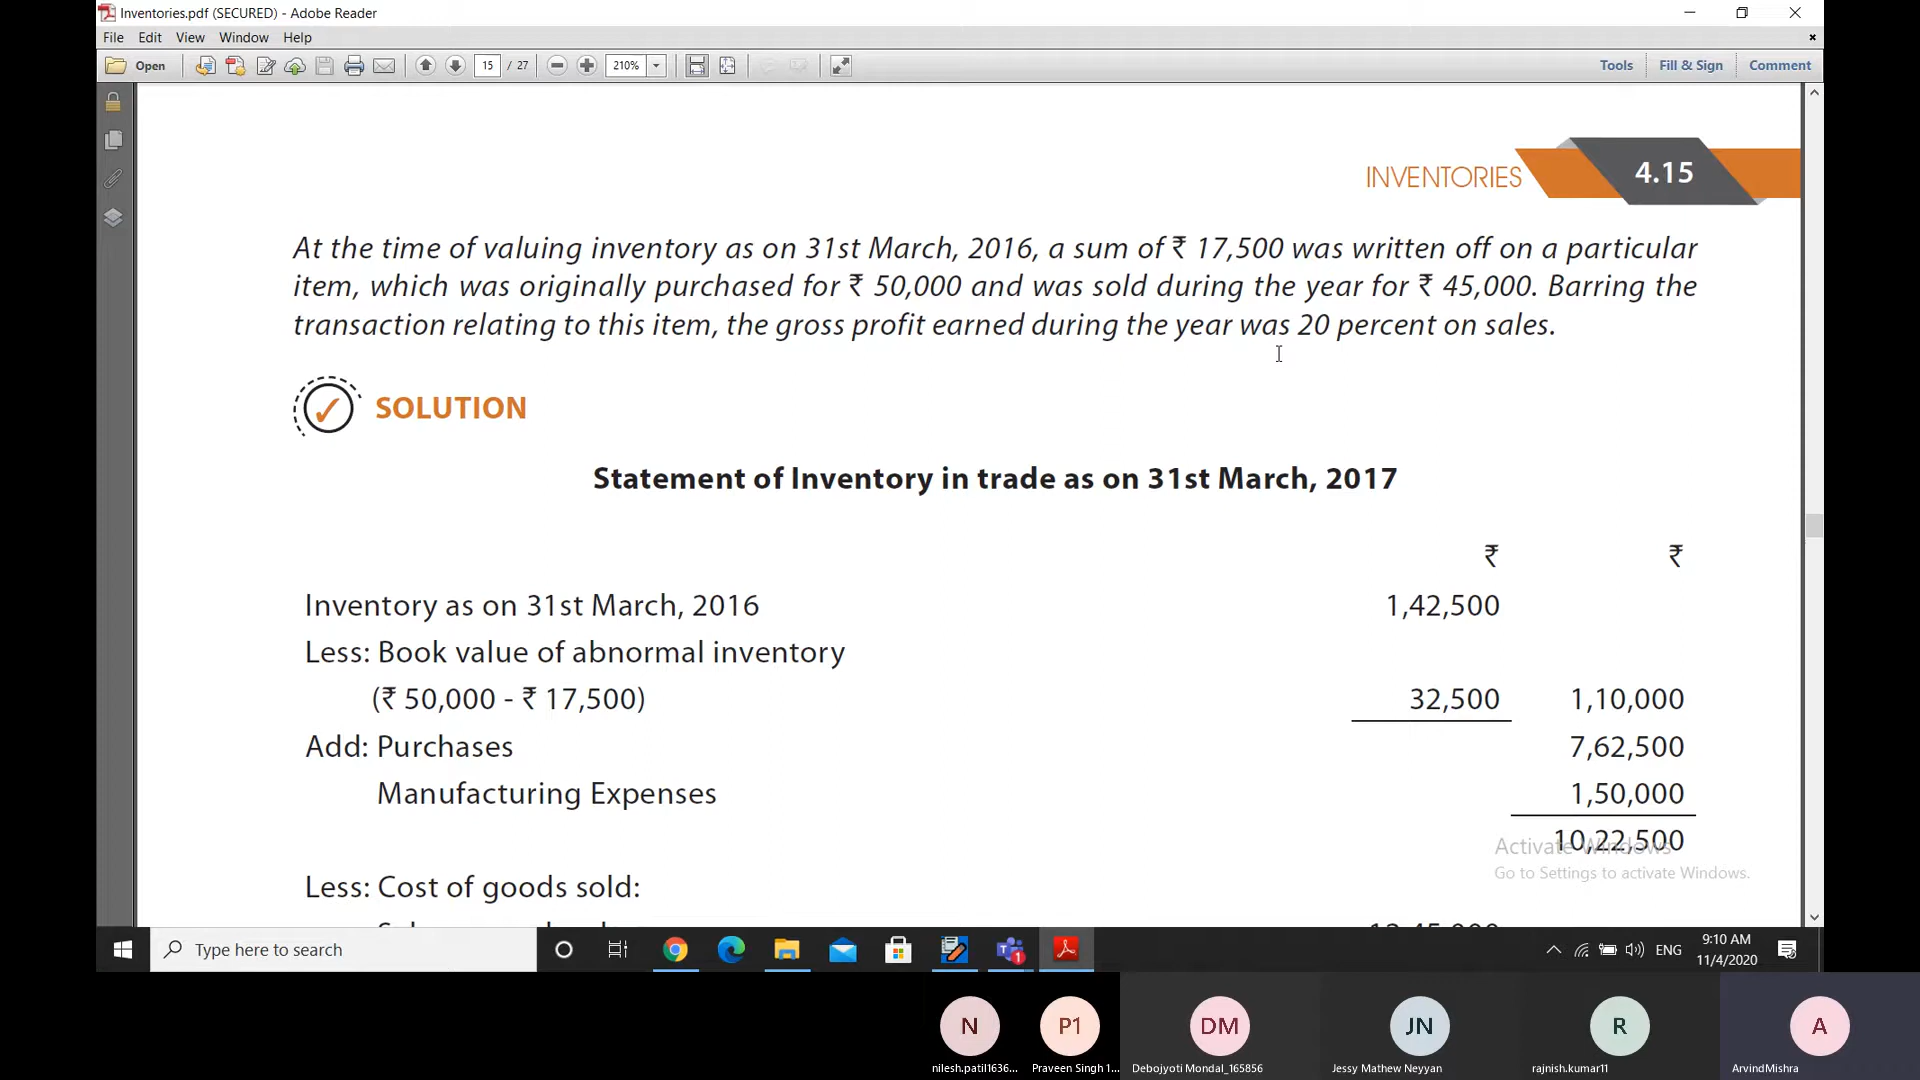 Inventories.pdf (SECURED) - Adobe Reader
File Edit View Window Help
Open 15 / 27 210% Tools Fill & Sign Comment
INVENTORIES 4.15
At the time of valuing inventory as on 31st March, 2016, a sum of ₹ 17,500 was written off on a particular
item, which was originally purchased for ₹ 50,000 and was sold during the year for ₹ 45,000. Barring the
transaction relating to this item, the gross profit earned during the year was 20 percent on sales.
SOLUTION
Statement of Inventory in trade as on 31st March, 2017
₹ ₹
Inventory as on 31st March, 2016 1,42,500
Less: Book value of abnormal inventory
(₹ 50,000 - ₹ 17,500) 32,500 1,10,000
Add: Purchases 7,62,500
Manufacturing Expenses 1,50,000
10,22,500
Activate Windows
Go to Settings to activate Windows.
Less: Cost of goods sold:
Type here to search
1
ENG
9:10 AM
11/4/2020
N P1 DM JN R A
nilesh.patil1636... Praveen Singh 1... Debojyoti Mondal_165856 Jessy Mathew Neyyan rajnish.kumar11 ArvindMishra